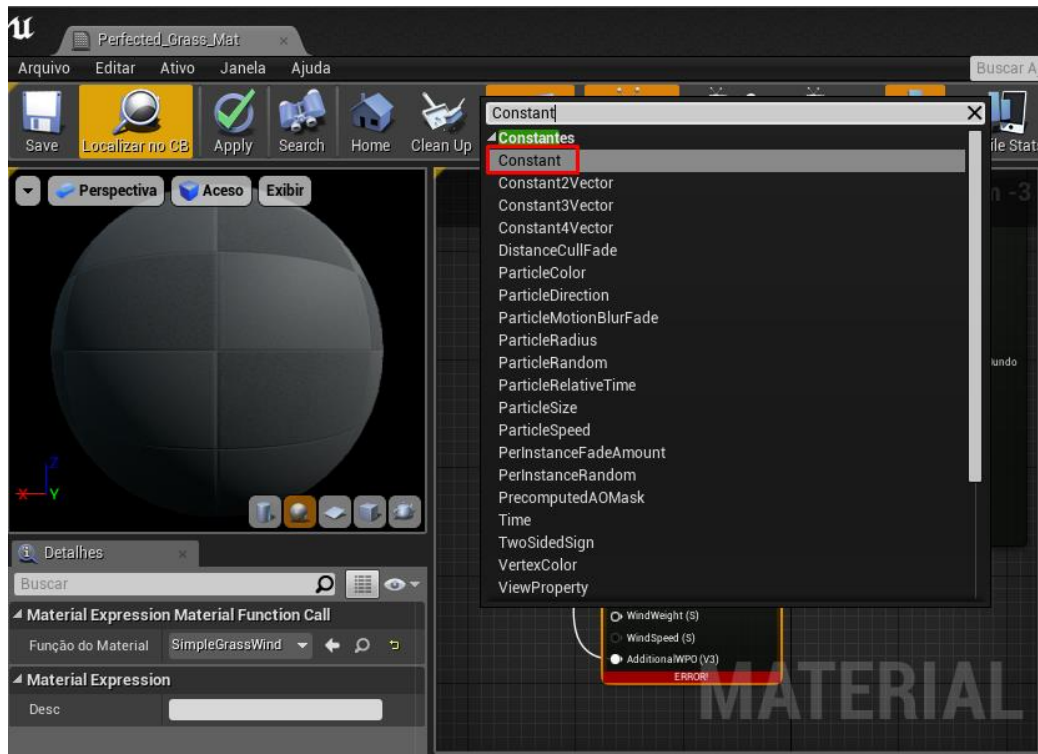 Perfected_Grass_Mat
Arquivo Editar Ativo Janela Ajuda
Buscar A
Save Localizar no CB Apply Search Home Clean Up
Constant
Constantes
Constant
Constant2Vector
Constant3Vector
Constant4Vector
DistanceCullFade
ParticleColor
ParticleDirection
ParticleMotionBlurFade
ParticleRadius
ParticleRandom
ParticleRelativeTime
ParticleSize
ParticleSpeed
PerInstanceFadeAmount
PerInstanceRandom
PrecomputedAOMask
Time
TwoSidedSign
VertexColor
ViewProperty
ile Stats
m -3
undo
Perspectiva Aceso Exibir
Z
X Y
WindWeight (S)
WindSpeed (S)
AdditionalWPO (V3)
ERROR!
MATERIAL
Detalhes
Buscar
Material Expression Material Function Call
Função do Material SimpleGrassWind
Material Expression
Desc